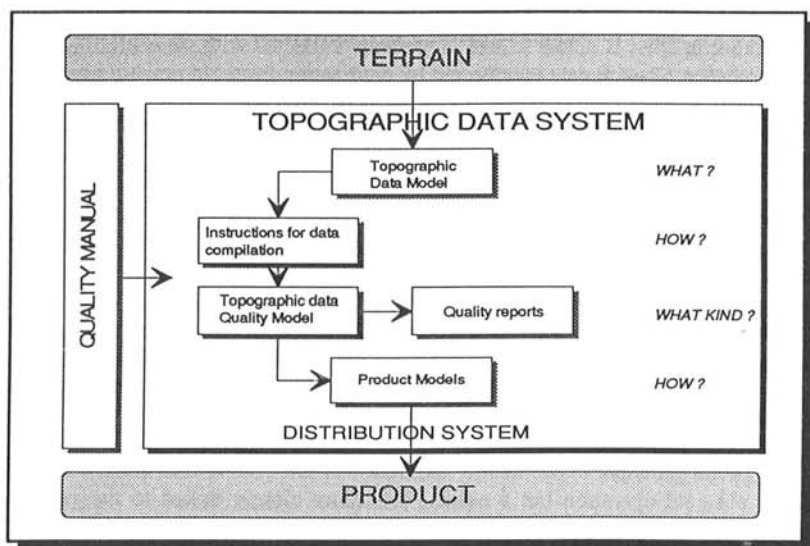 TERRAIN
QUALITY MANUAL
TOPOGRAPHIC DATA SYSTEM
Topographic
Data Model
WHAT ?
Instructions for data
compilation
HOW ?
Topographic data
Quality Model
Quality reports
WHAT KIND ?
Product Models
HOW ?
DISTRIBUTION SYSTEM
PRODUCT